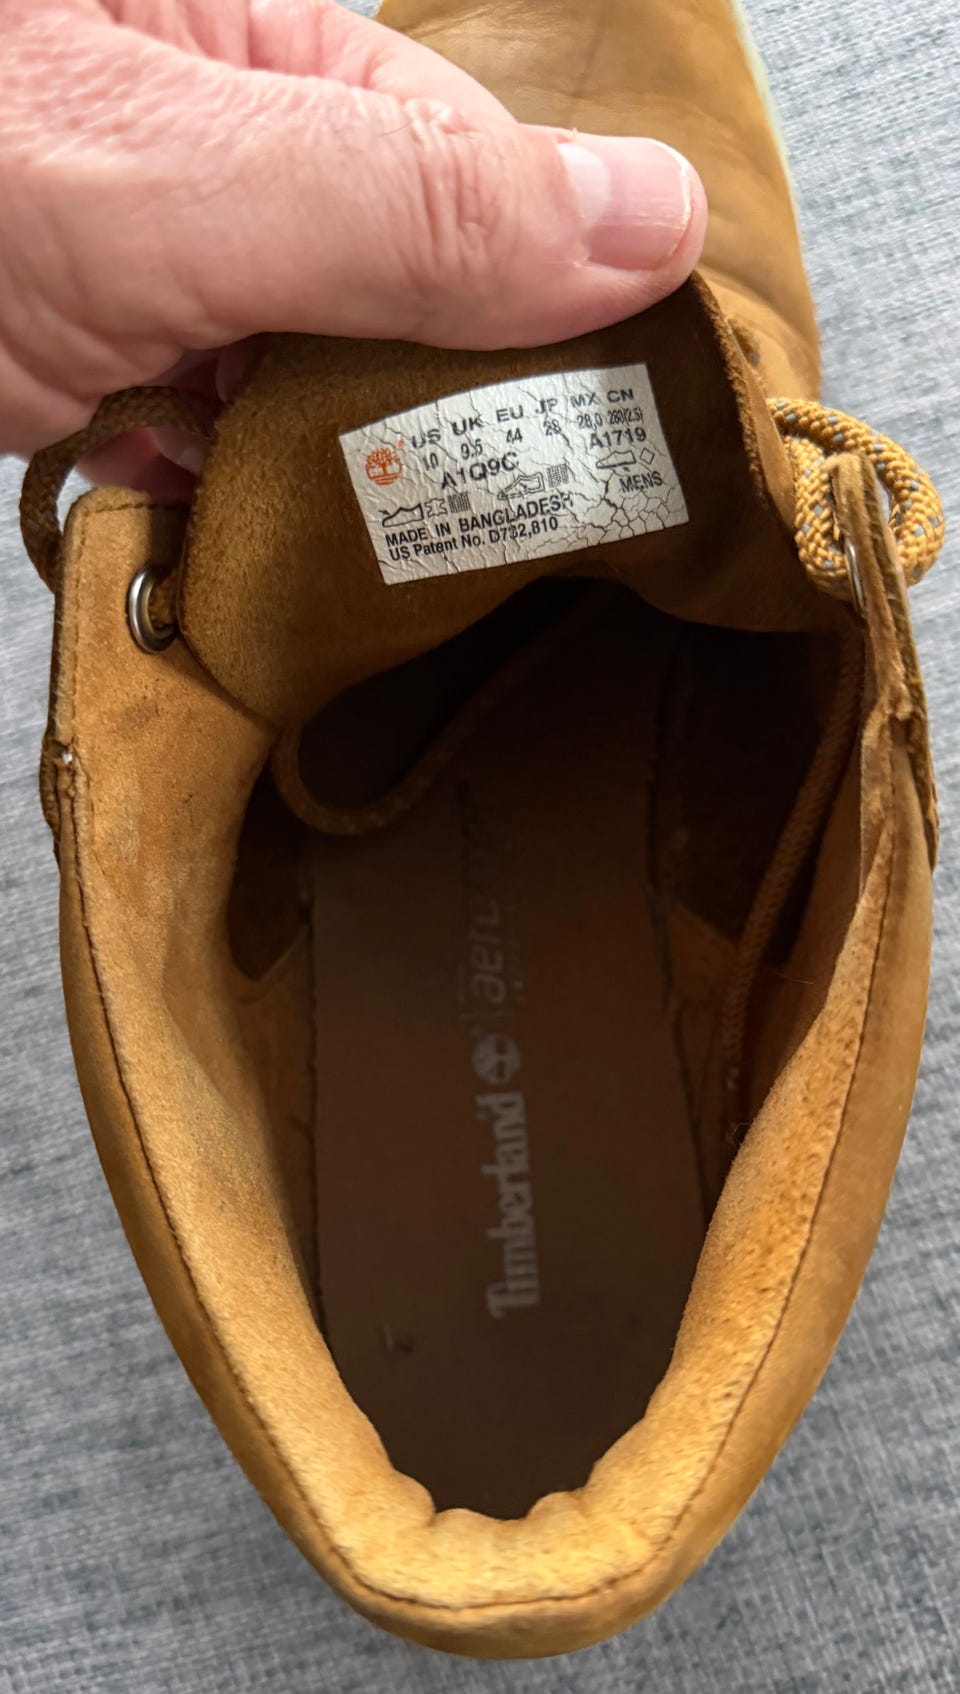 US UK EU JP MX CN
10 9.5 44 28 28,0 280(2.5)
A1Q9C A1719
MENS
MADE IN BANGLADESH
US Patent No. D732,810
Timberland